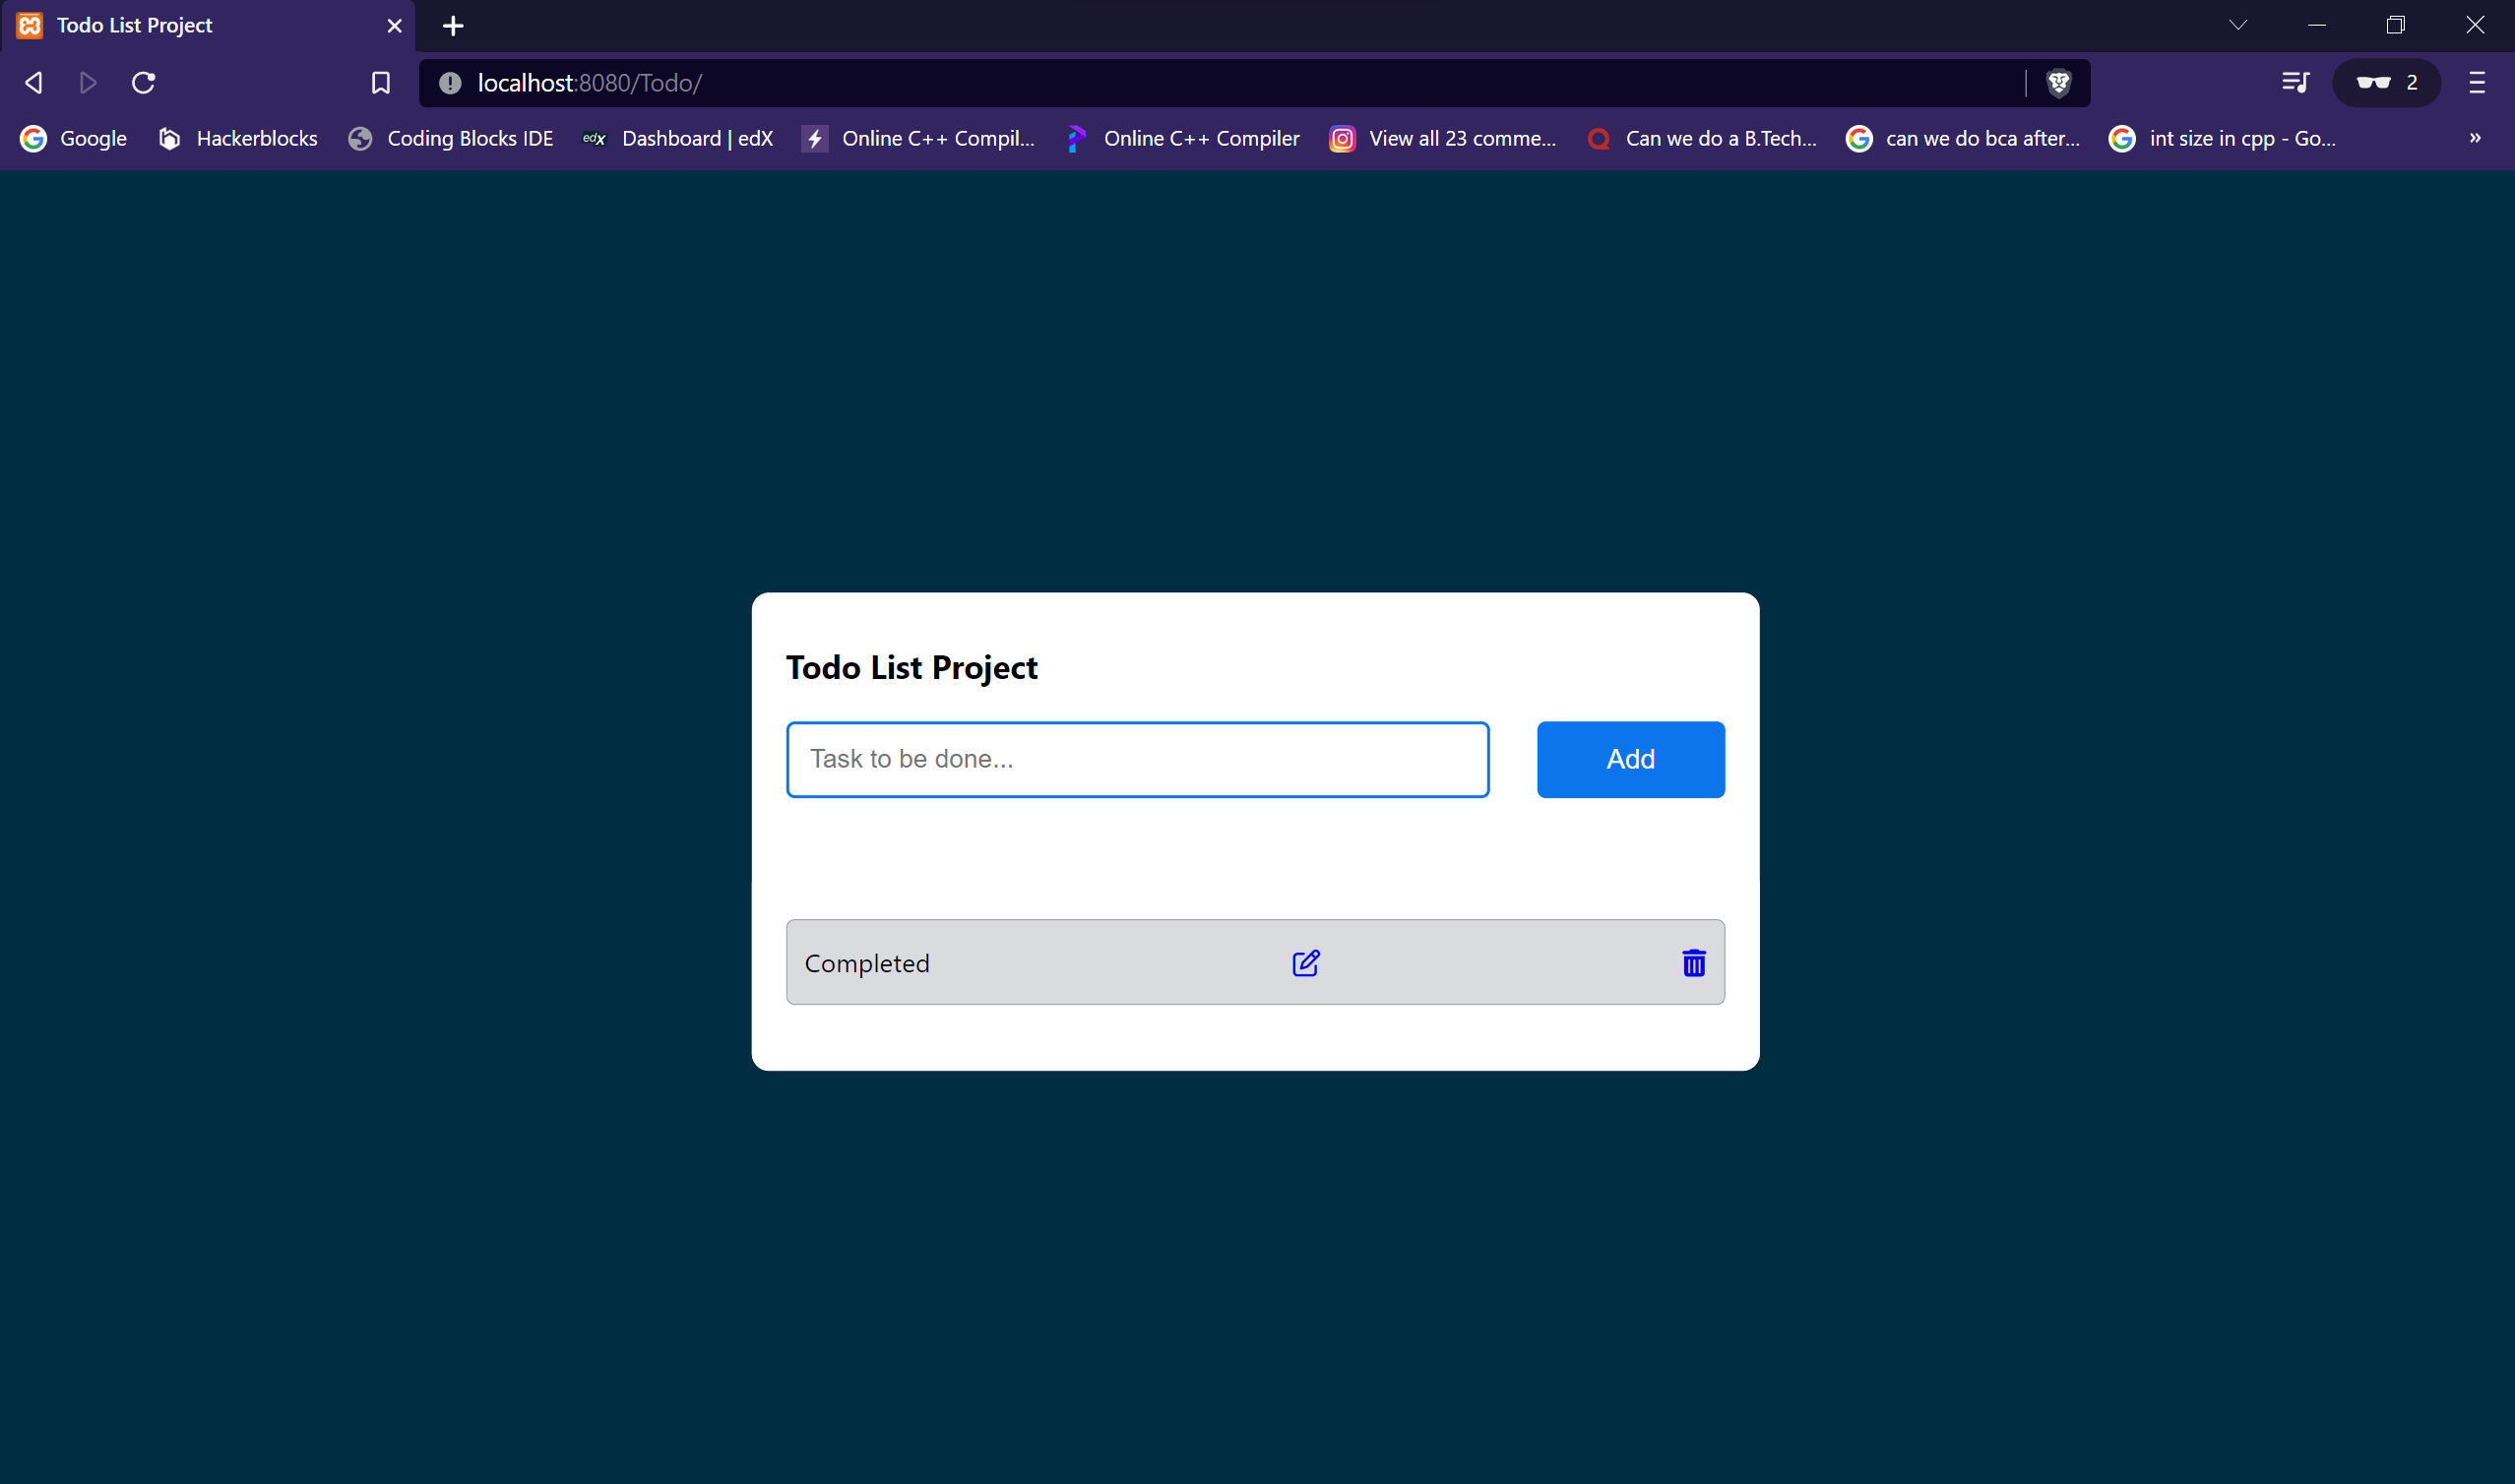 Todo List Project
localhost:8080/Todo/
2
Google Hackerblocks Coding Blocks IDE edX Dashboard | edX Online C++ Compil... Online C++ Compiler View all 23 comme... Can we do a B.Tech... can we do bca after... int size in cpp - Go... »
Todo List Project
Task to be done... Add
Completed